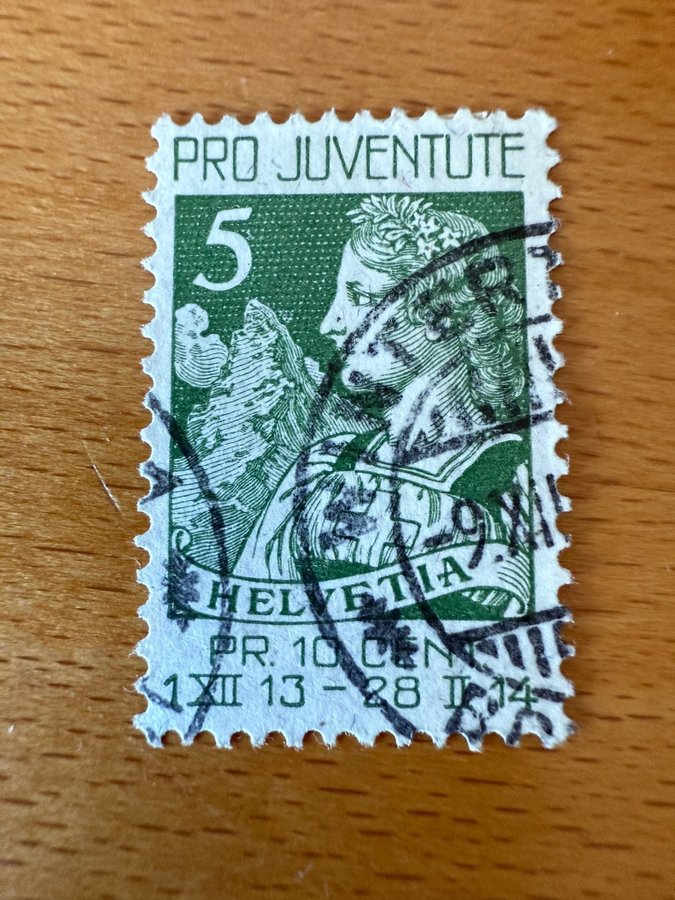 PRO JUVENTUTE
5
HELVETIA
PR. 10 CENT
1 XII 13 – 28 II 14